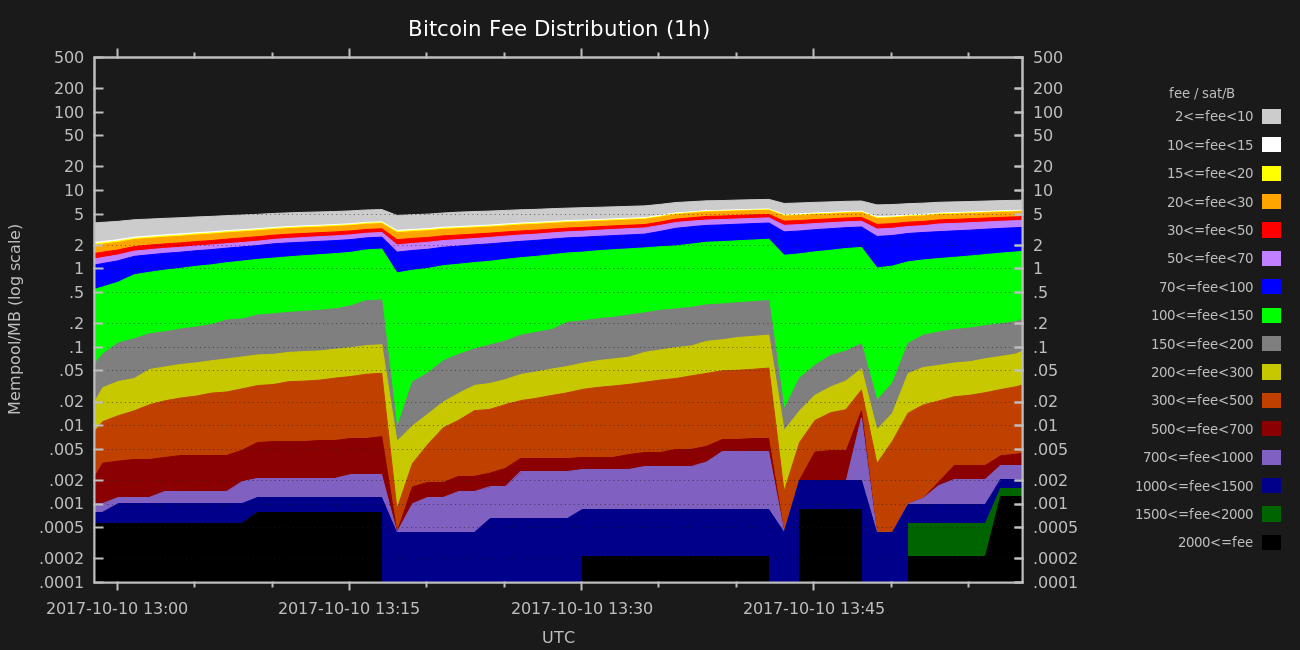 Bitcoin Fee Distribution (1h)
500 500
200 200
100 100
50 50
20 20
10 10
5 5
2 2
1 1
.5 .5
.2 .2
.1 .1
.05 .05
.02 .02
.01 .01
.005 .005
.002 .002
.001 .001
.0005 .0005
.0002 .0002
.0001 .0001
Mempool/MB (log scale)
2017-10-10 13:00 2017-10-10 13:15 2017-10-10 13:30 2017-10-10 13:45
UTC
fee / sat/B
2<=fee<10
10<=fee<15
15<=fee<20
20<=fee<30
30<=fee<50
50<=fee<70
70<=fee<100
100<=fee<150
150<=fee<200
200<=fee<300
300<=fee<500
500<=fee<700
700<=fee<1000
1000<=fee<1500
1500<=fee<2000
2000<=fee